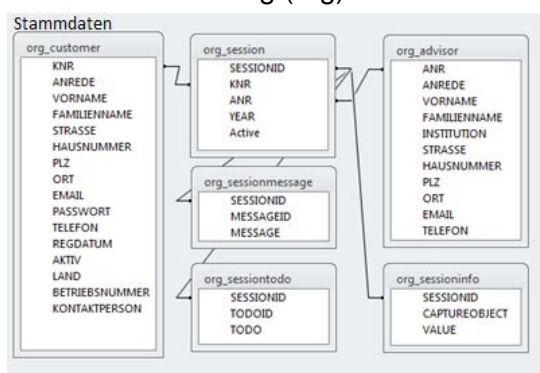 Stammdaten
org_customer
KNR
ANREDE
VORNAME
FAMILIENNAME
STRASSE
HAUSNUMMER
PLZ
ORT
EMAIL
PASSWORT
TELEFON
REGDATUM
AKTIV
LAND
BETRIEBSNUMMER
KONTAKTPERSON
org_session
SESSIONID
KNR
ANR
YEAR
Active
org_sessionmessage
SESSIONID
MESSAGEID
MESSAGE
org_sessiontodo
SESSIONID
TODOID
TODO
org_advisor
ANR
ANREDE
VORNAME
FAMILIENNAME
INSTITUTION
STRASSE
HAUSNUMMER
PLZ
ORT
EMAIL
TELEFON
org_sessioninfo
SESSIONID
CAPTUREOBJECT
VALUE